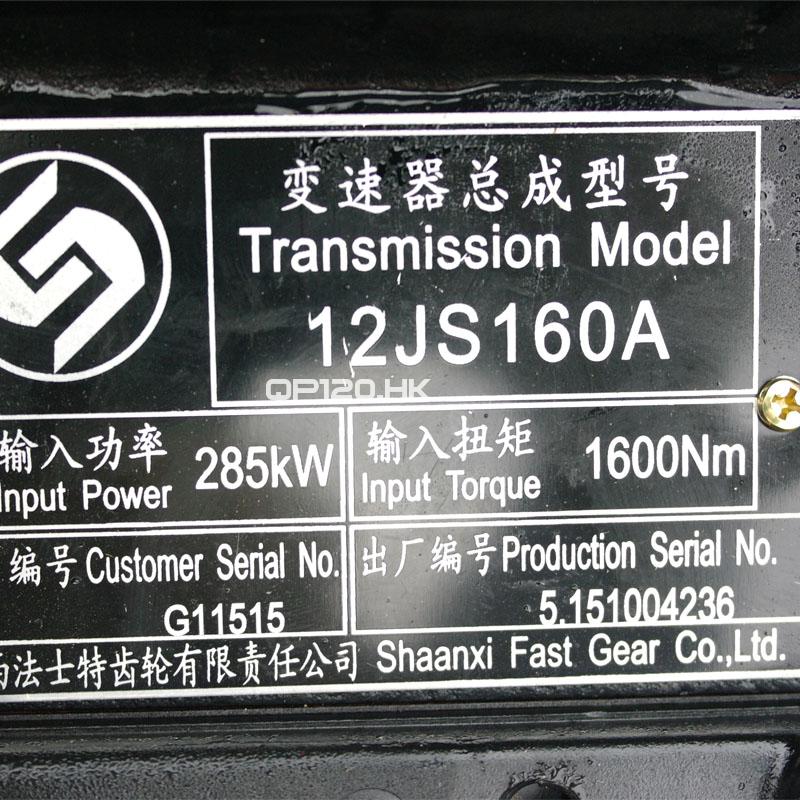 变速器总成型号
Transmission Model
12JS160A
QP120.HK
输入功率
Input Power
285kW
输入扭矩
Input Torque
1600Nm
编号 Customer Serial No.
G11515
出厂编号 Production Serial No.
5.151004236
法士特齿轮有限责任公司 Shaanxi Fast Gear Co.,Ltd.